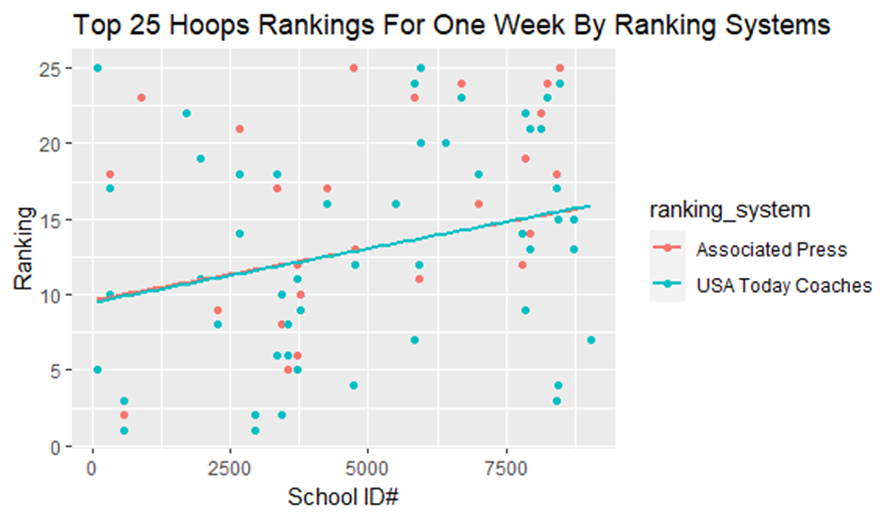 Top 25 Hoops Rankings For One Week By Ranking Systems
25
20
15
10
5
0
Ranking
0 2500 5000 7500
School ID#
ranking_system
Associated Press
USA Today Coaches